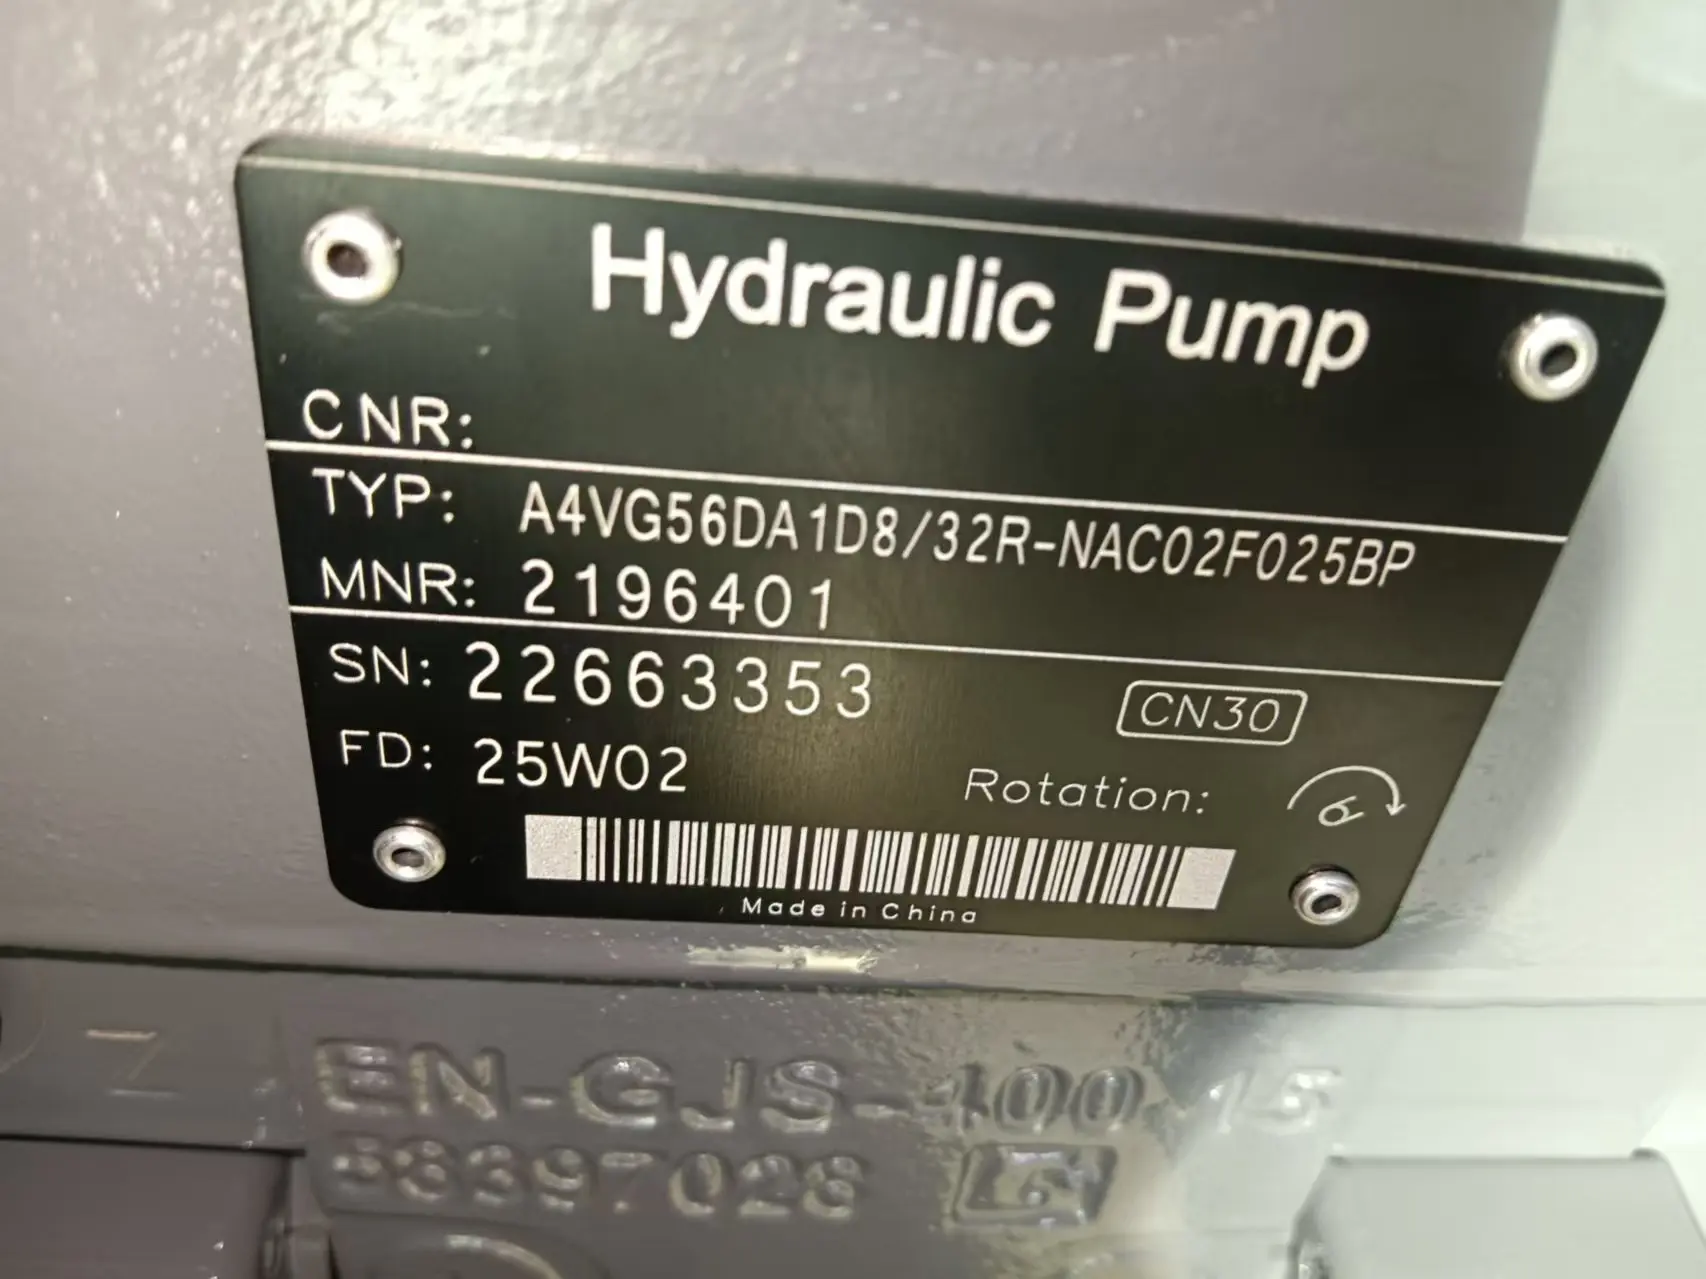 Hydraulic Pump
CNR:
TYP: A4VG56DA1D8/32R-NAC02F025BP
MNR: 2196401
SN: 22663353
CN30
FD: 25W02
Rotation:
Made in China
EN-GJS-400-15